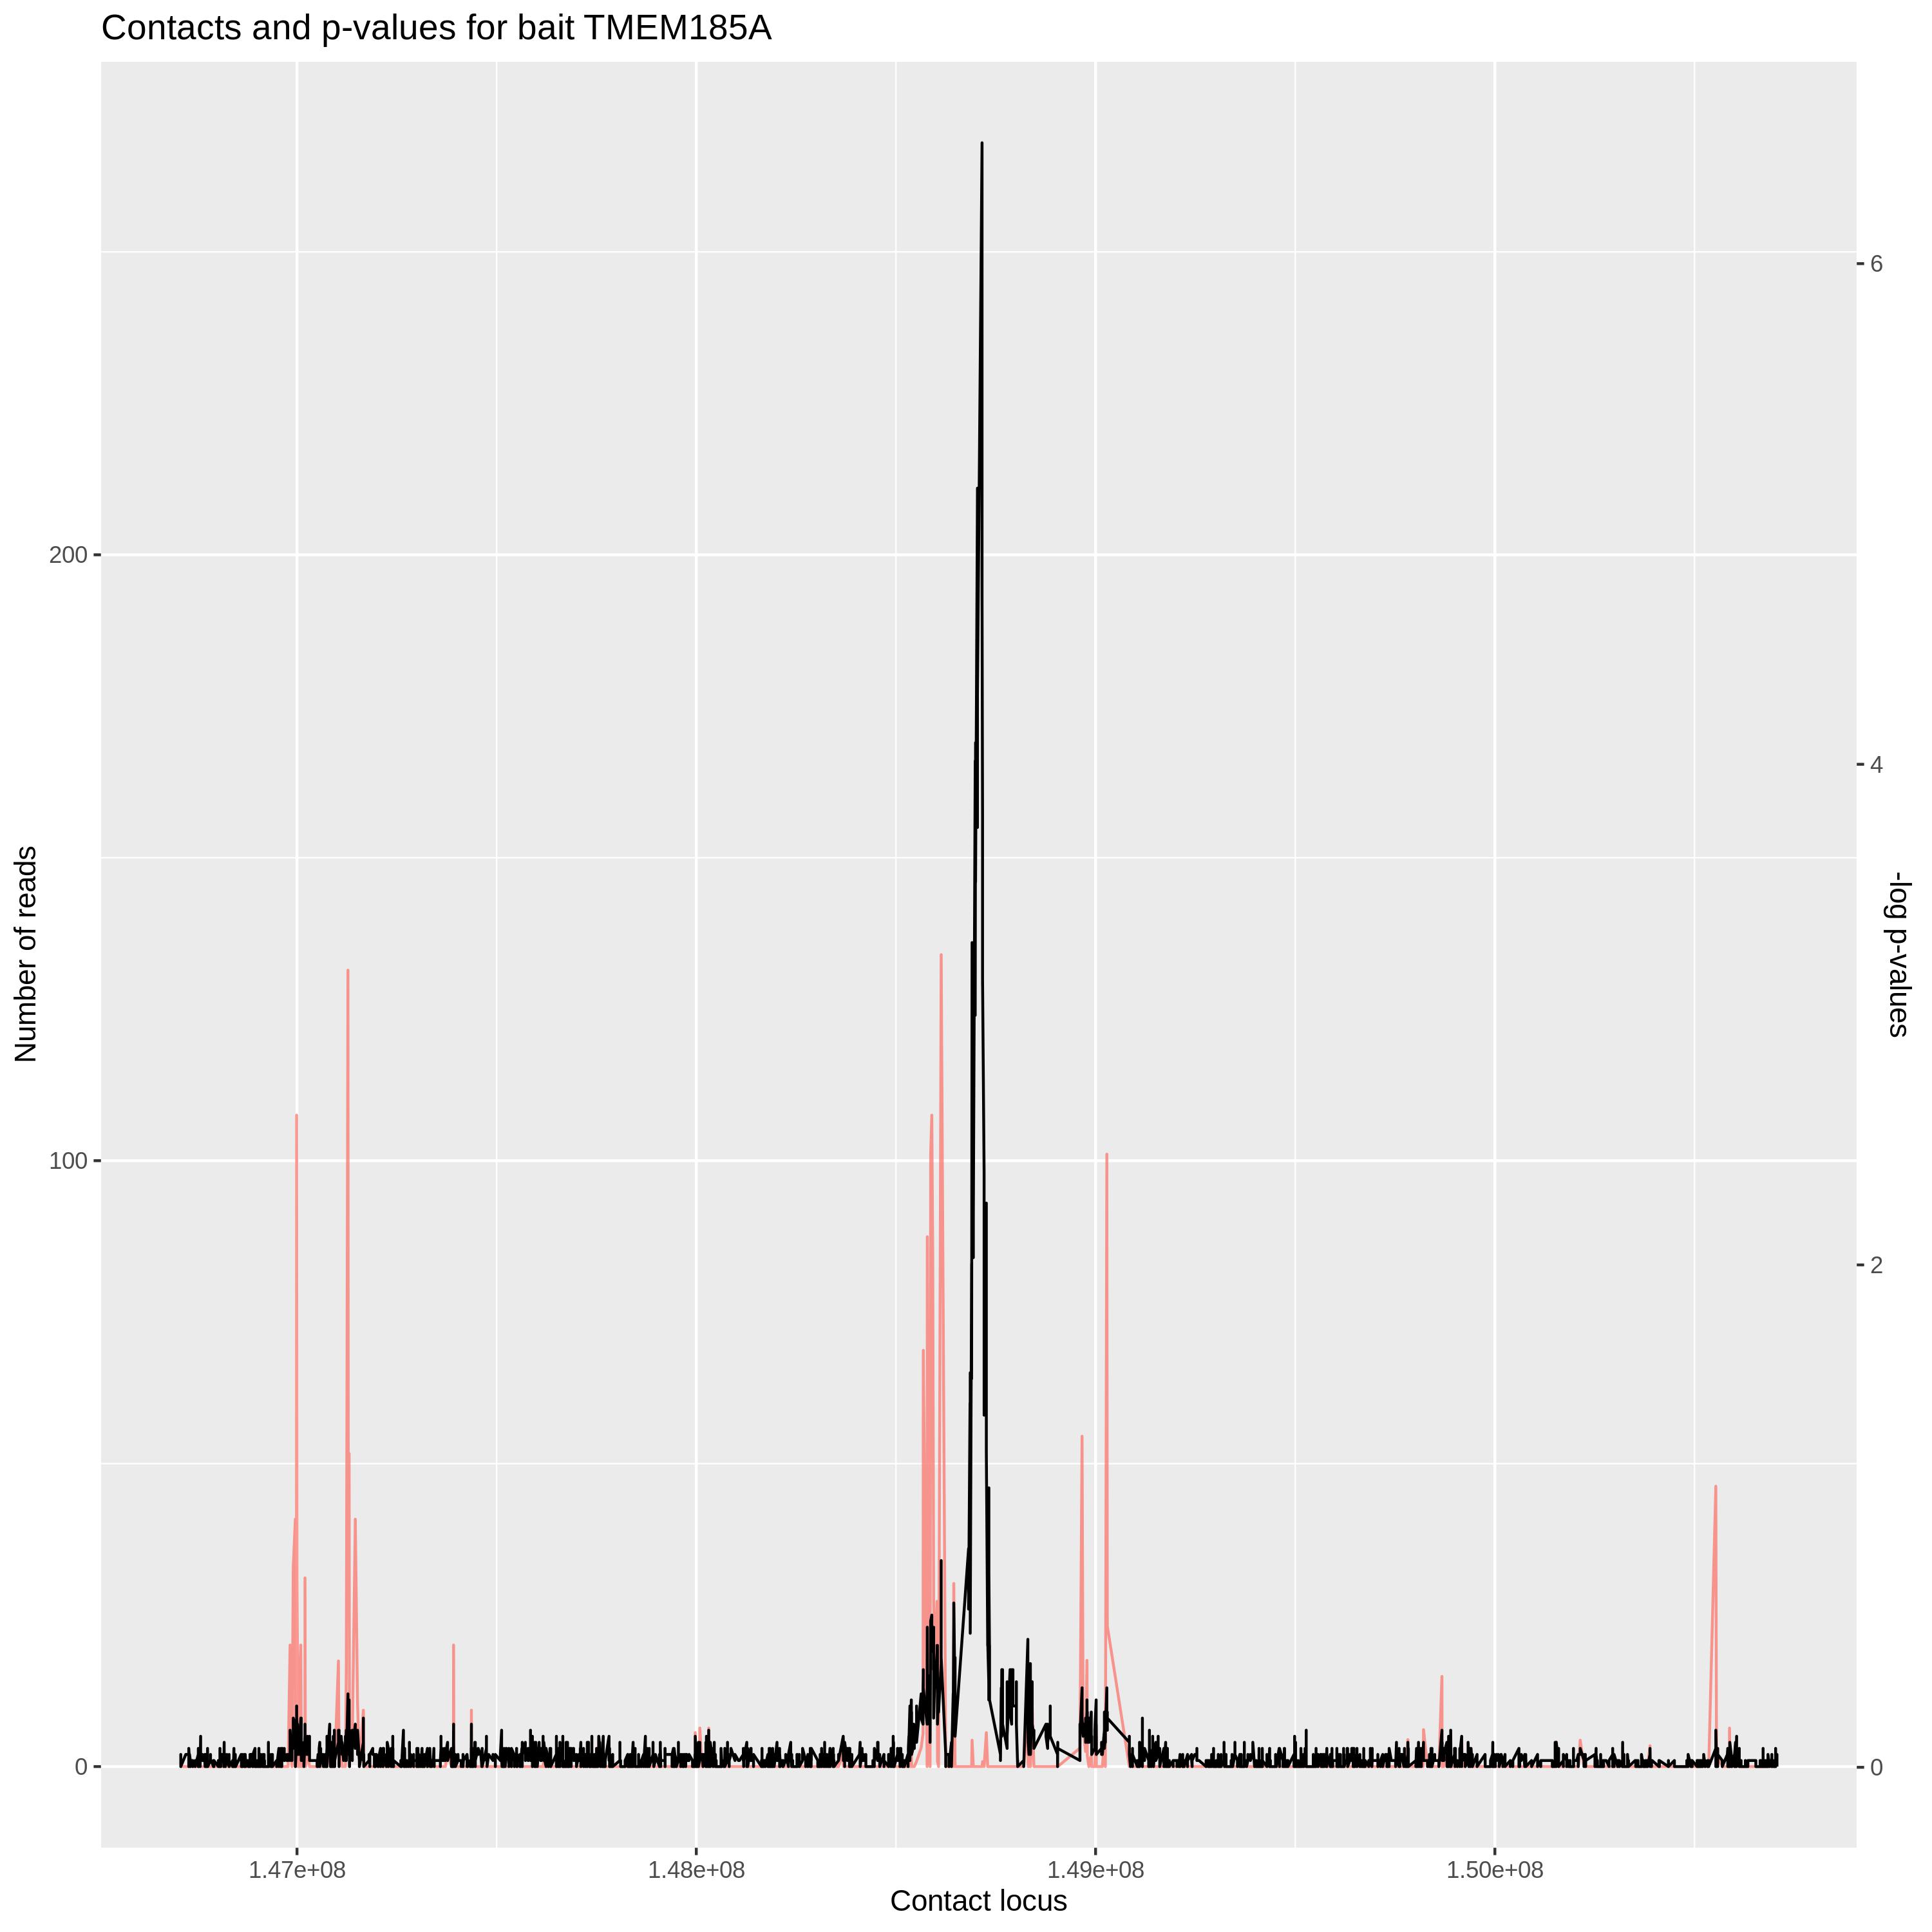 Contacts and p-values for bait TMEM185A
Number of reads
200
100
0
6
4
2
0
-log p-values
1.47e+08
1.48e+08
1.49e+08
1.50e+08
Contact locus